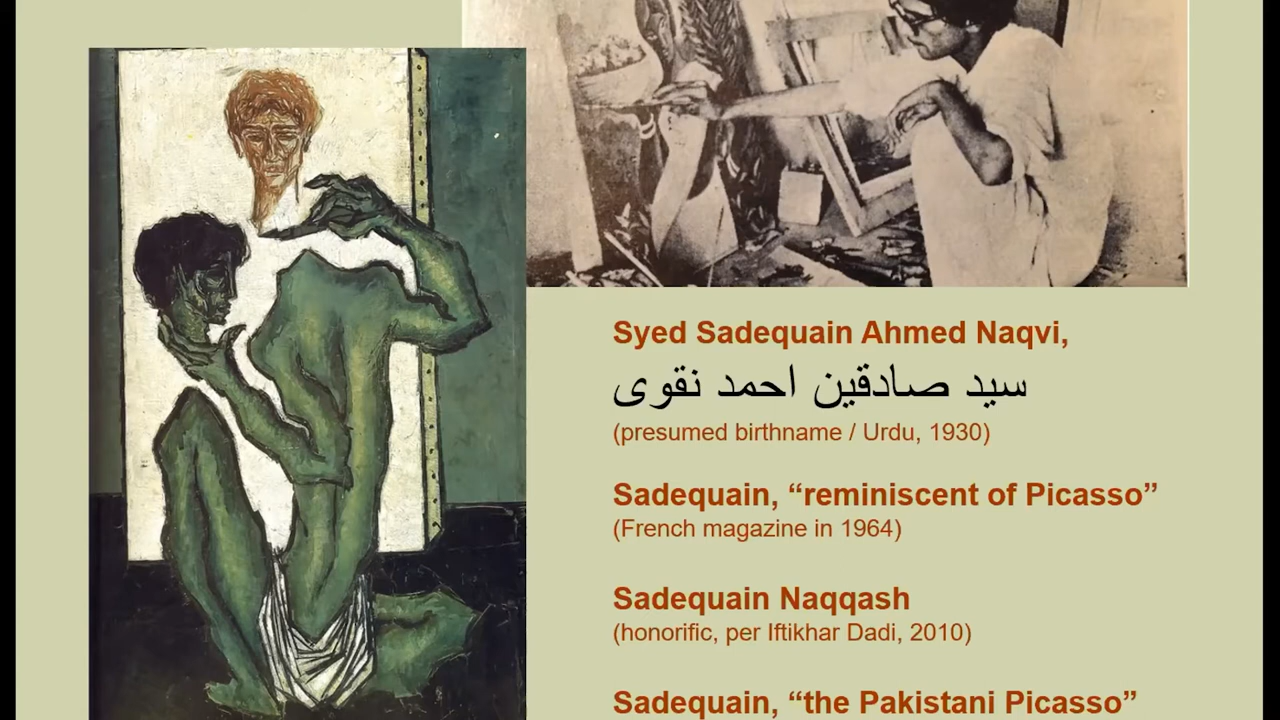 Syed Sadequain Ahmed Naqvi,
سید صادقین احمد نقوی
(presumed birthname / Urdu, 1930)
Sadequain, “reminiscent of Picasso”
(French magazine in 1964)
Sadequain Naqqash
(honorific, per Iftikhar Dadi, 2010)
Sadequain, “the Pakistani Picasso”